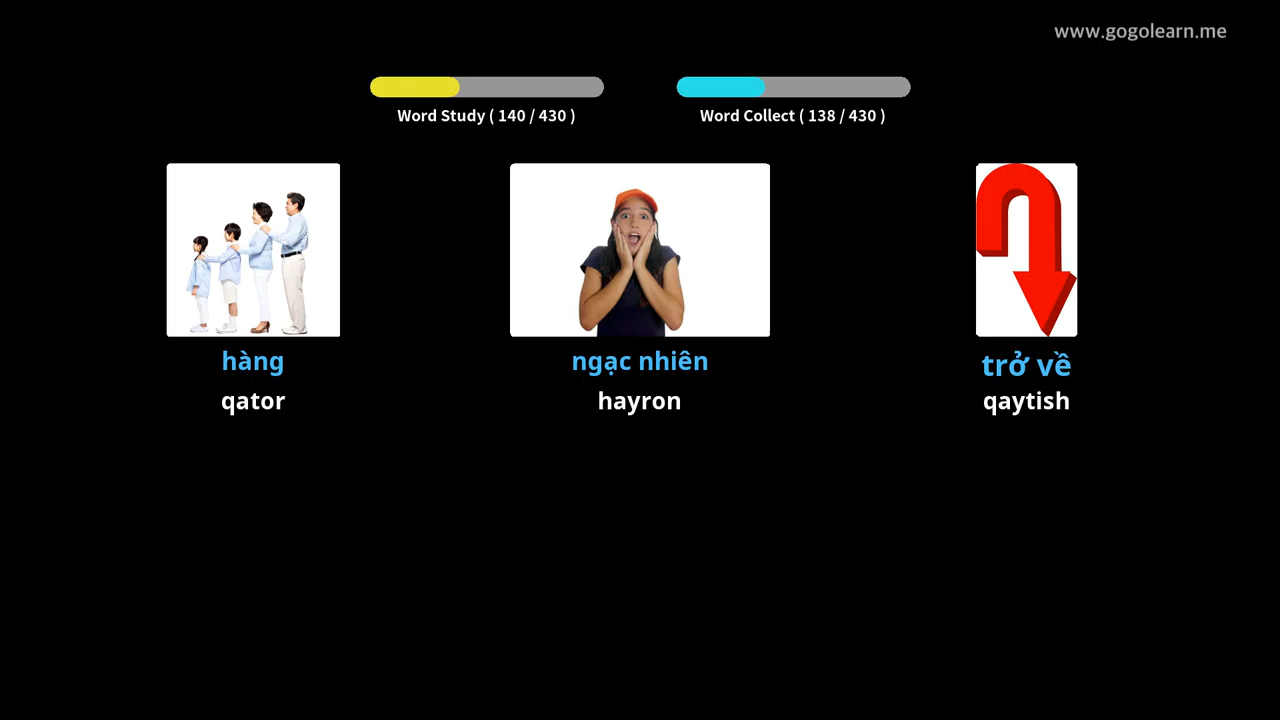 www.gogolearn.me
Word Study ( 140 / 430 )
Word Collect ( 138 / 430 )
hàng
qator
ngạc nhiên
hayron
trở về
qaytish